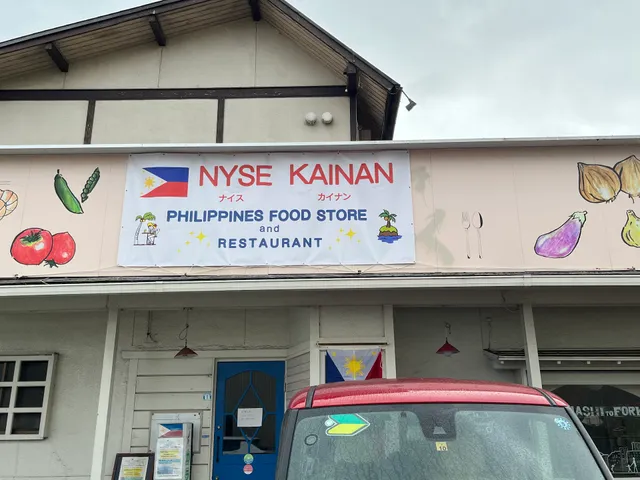 NYSE KAINAN
ナイス カイナン
PHILIPPINES FOOD STORE
and
RESTAURANT